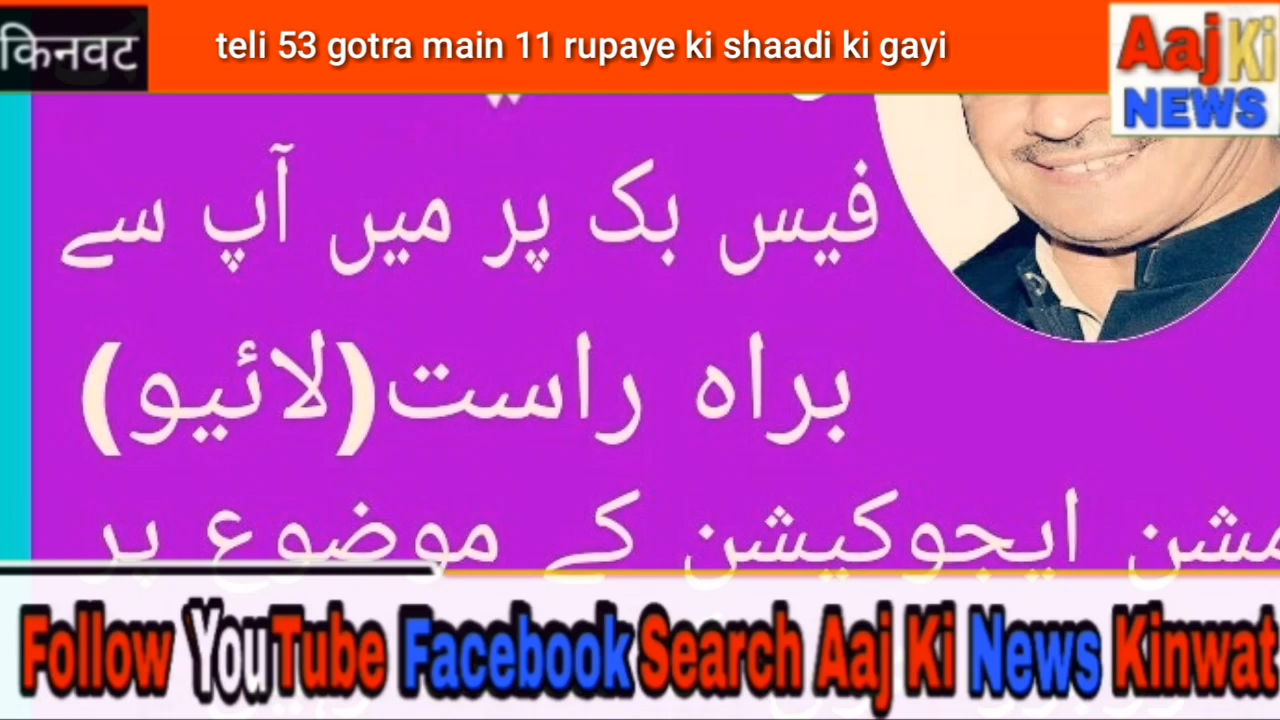 किनवट
teli 53 gotra main 11 rupaye ki shaadi ki gayi
Aaj Ki
NEWS
فیس بک پر میں آپ سے
براہ راست(لائیو)
مشن ایجوکیشن کے موضوع پر
Follow YouTube Facebook Search Aaj Ki News Kinwat